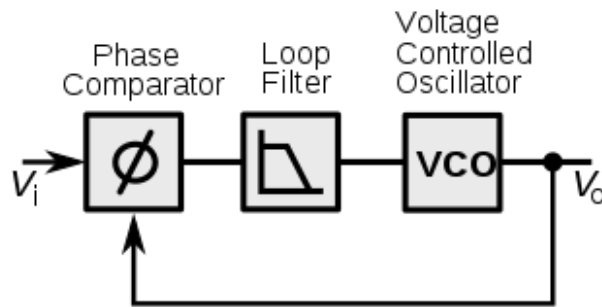 Phase
Comparator
Loop
Filter
Voltage
Controlled
Oscillator
ϕ
VCO
Vi
Vo